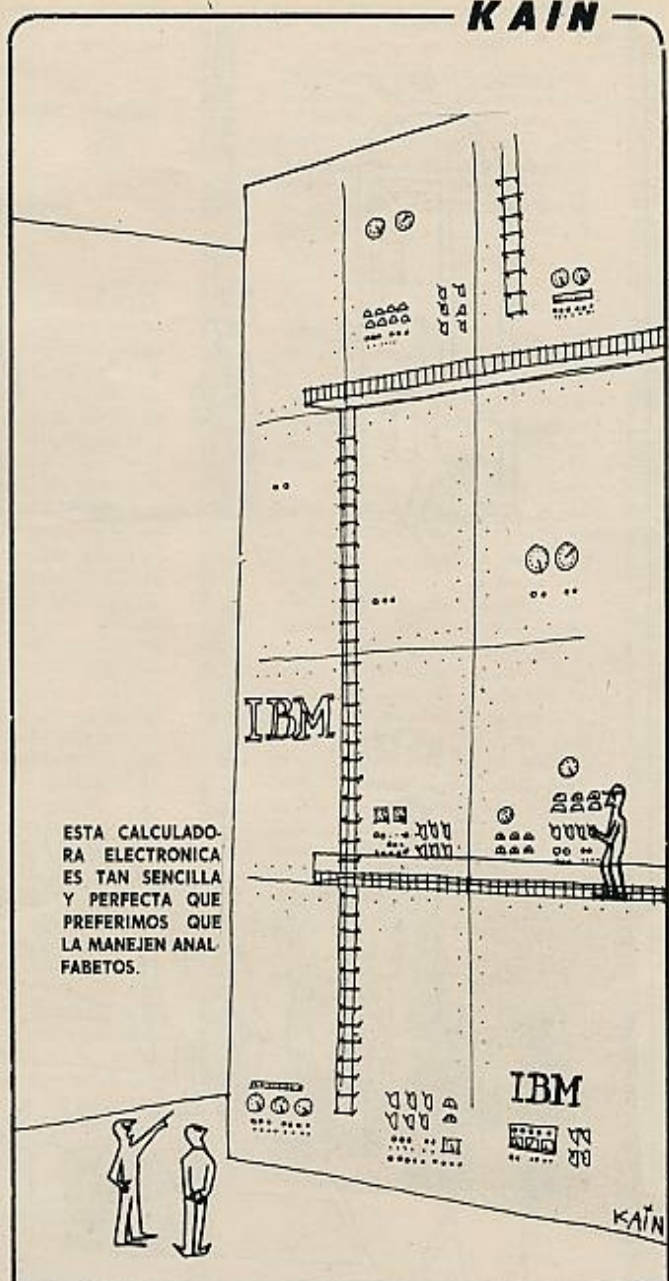 KAIN
IBM
ESTA CALCULADO-
RA ELECTRONICA
ES TAN SENCILLA
Y PERFECTA QUE
PREFERIMOS QUE
LA MANEJEN ANAL-
FABETOS.
IBM
KAIN